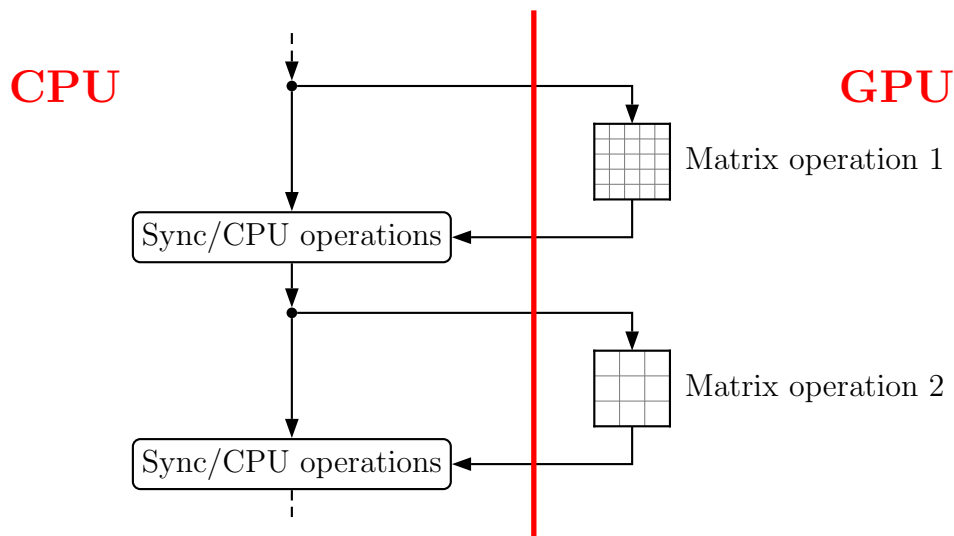 CPU
GPU
Matrix operation 1
Sync/CPU operations
Matrix operation 2
Sync/CPU operations